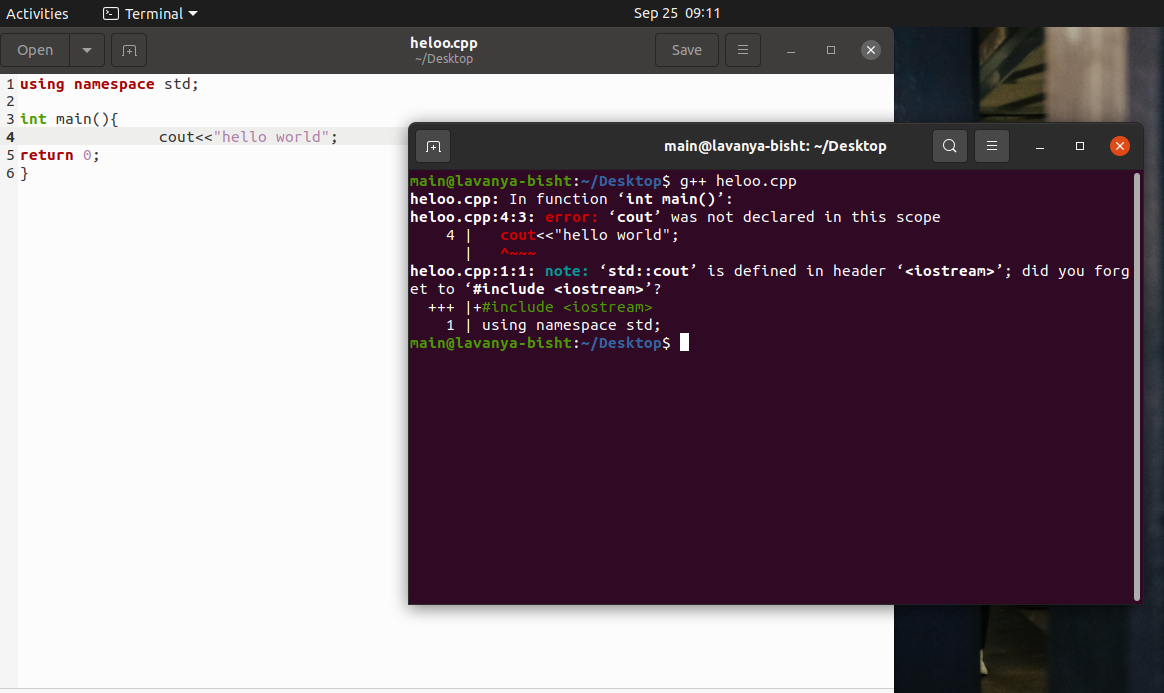 Activities Terminal Sep 25 09:11
Open heloo.cpp Save
~/Desktop
1 using namespace std;
2
3 int main(){
4 cout<<"hello world";
5 return 0;
6 }
main@lavanya-bisht: ~/Desktop
main@lavanya-bisht:~/Desktop$ g++ heloo.cpp
heloo.cpp: In function ‘int main()’:
heloo.cpp:4:3: error: ‘cout’ was not declared in this scope
4 | cout<<"hello world";
| ^~~~
heloo.cpp:1:1: note: ‘std::cout’ is defined in header ‘<iostream>’; did you forg
et to ‘#include <iostream>’?
+++ |+#include <iostream>
1 | using namespace std;
main@lavanya-bisht:~/Desktop$